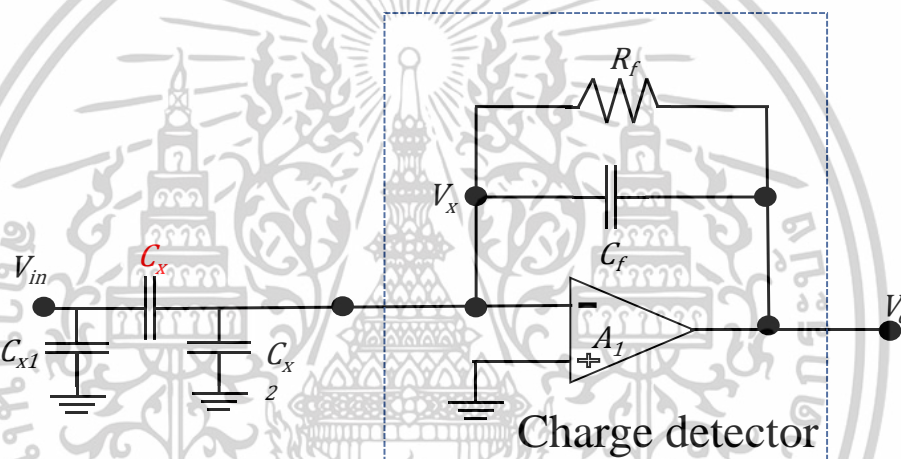 R_f
V_x
C_f
V_in
C_x
C_x1
C_x
2
A_1
Charge detector